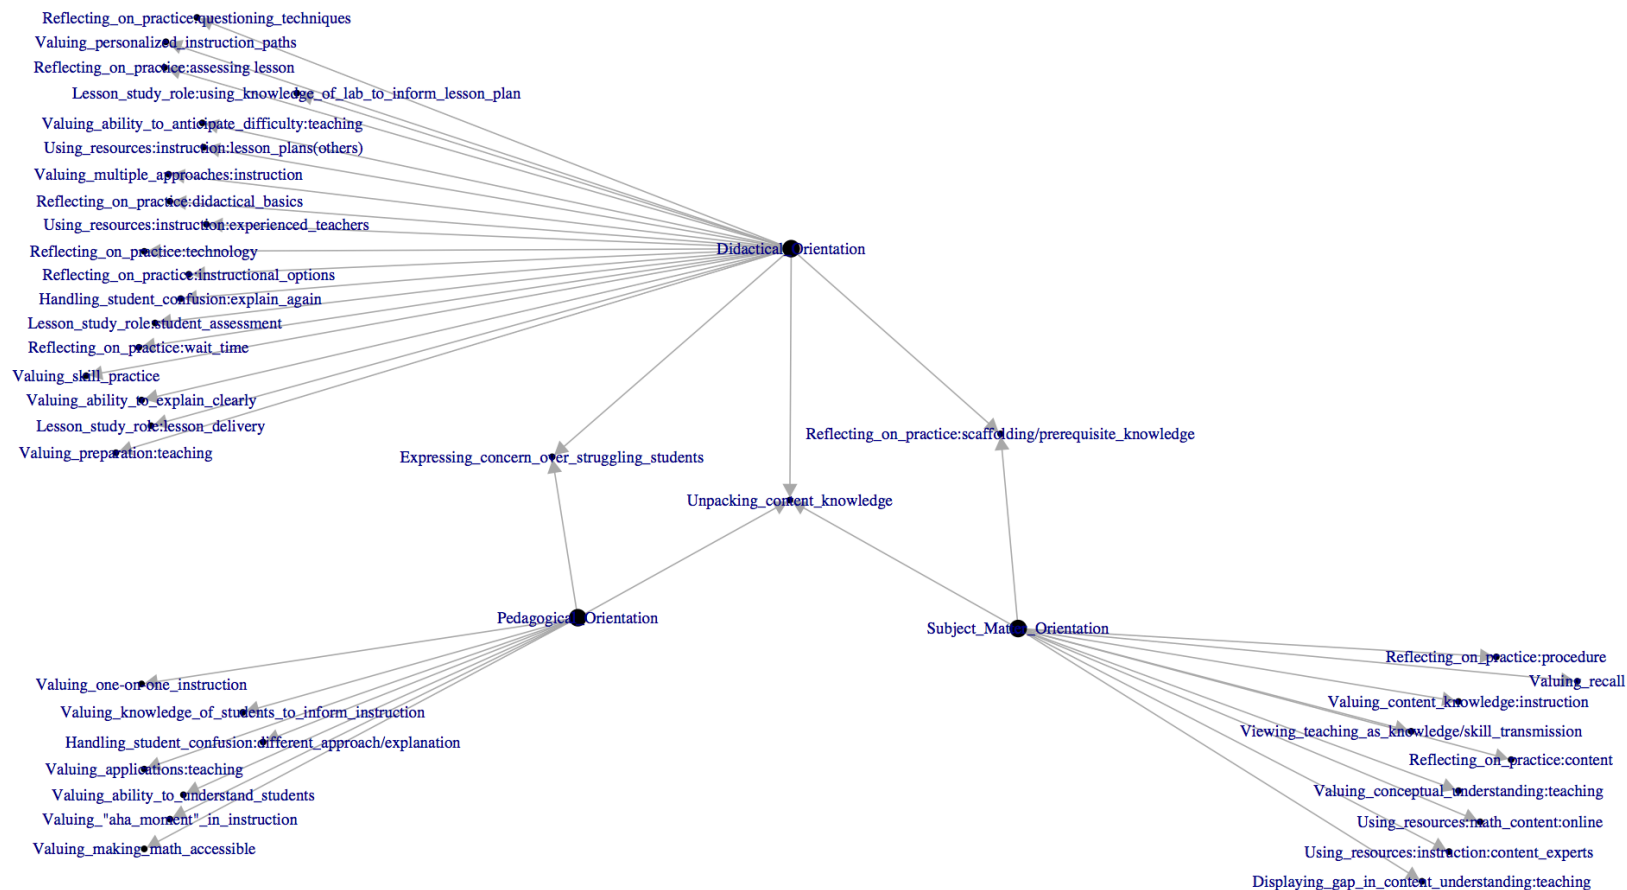 Reflecting_on_practice:questioning_techniques
Valuing_personalized_instruction_paths
Reflecting_on_practice:assessing lesson
Lesson_study_role:using_knowledge_of_lab_to_inform_lesson_plan
Valuing_ability_to_anticipate_difficulty:teaching
Using_resources:instruction:lesson_plans(others)
Valuing_multiple_approaches:instruction
Reflecting_on_practice:didactical_basics
Using_resources:instruction:experienced_teachers
Didactical_Orientation
Reflecting_on_practice:technology
Reflecting_on_practice:instructional_options
Handling_student_confusion:explain_again
Lesson_study_role:student_assessment
Reflecting_on_practice:wait_time
Valuing_skill_practice
Valuing_ability_to_explain_clearly
Lesson_study_role:lesson_delivery
Reflecting_on_practice:scaffolding/prerequisite_knowledge
Valuing_preparation:teaching
Expressing_concern_over_struggling_students
Unpacking_content_knowledge
Pedagogical_Orientation
Subject_Matter_Orientation
Reflecting_on_practice:procedure
Valuing_recall
Valuing_one-on-one_instruction
Valuing_content_knowledge:instruction
Valuing_knowledge_of_students_to_inform_instruction
Viewing_teaching_as_knowledge/skill_transmission
Handling_student_confusion:different_approach/explanation
Reflecting_on_practice:content
Valuing_applications:teaching
Valuing_conceptual_understanding:teaching
Valuing_ability_to_understand_students
Valuing_"aha_moment"_in_instruction
Using_resources:math_content:online
Valuing_making_math_accessible
Using_resources:instruction:content_experts
Displaying_gap_in_content_understanding:teaching